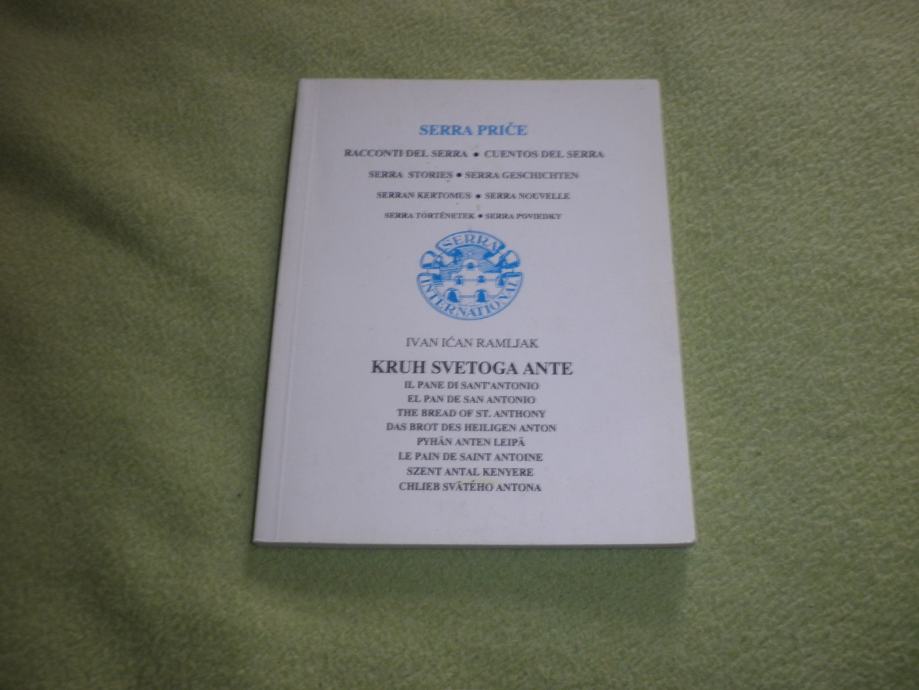 SERRA PRIČE
RACCONTI DEL SERRA • CUENTOS DEL SERRA
SERRA STORIES • SERRA GESCHICHTEN
SERRAN KERTOMUS • SERRA NOUVELLE
SERRA TÖRTÉNETEK • SERRA POVIEDKY
SERRA
INTERNATIONAL
IVAN IĆAN RAMLJAK
KRUH SVETOGA ANTE
IL PANE DI SANT'ANTONIO
EL PAN DE SAN ANTONIO
THE BREAD OF ST. ANTHONY
DAS BROT DES HEILIGEN ANTON
PYHÄN ANTEN LEIPÄ
LE PAIN DE SAINT ANTOINE
SZENT ANTAL KENYERE
CHLIEB SVÄTÉHO ANTONA